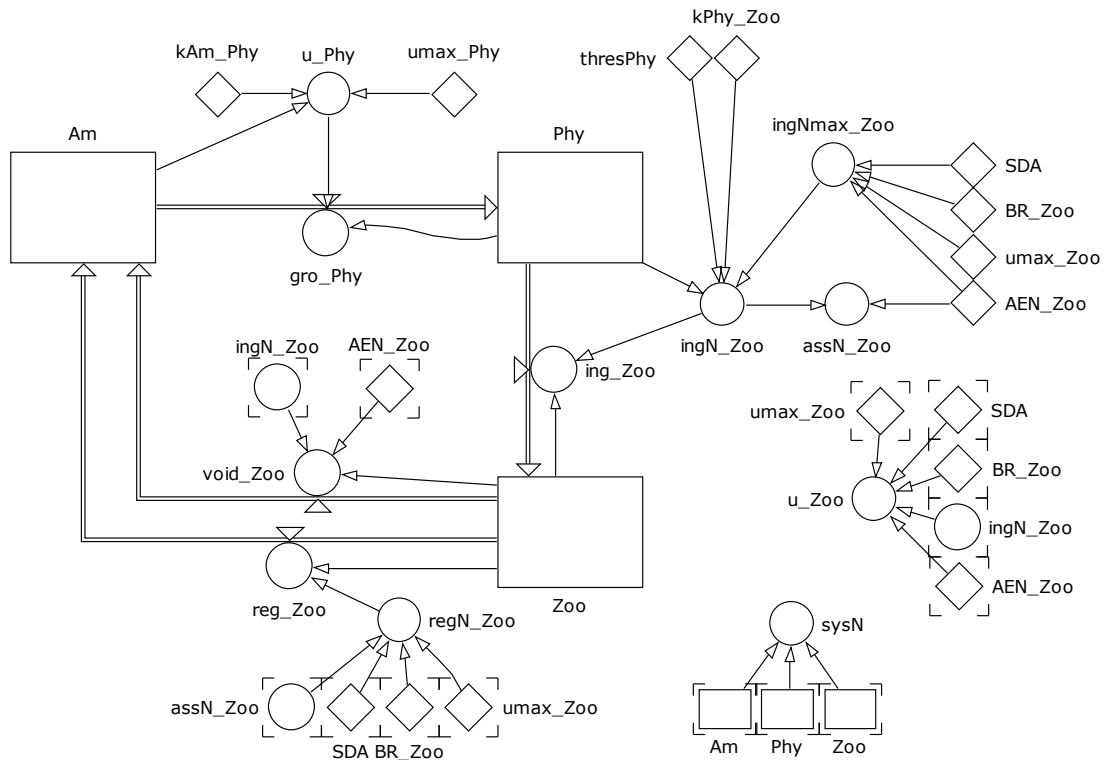 kPhy_Zoo
kAm_Phy
u_Phy
umax_Phy
thresPhy
Am
Phy
ingNmax_Zoo
SDA
BR_Zoo
umax_Zoo
AEN_Zoo
gro_Phy
ingN_Zoo
assN_Zoo
ingN_Zoo
AEN_Zoo
ing_Zoo
umax_Zoo
SDA
void_Zoo
BR_Zoo
u_Zoo
ingN_Zoo
AEN_Zoo
reg_Zoo
Zoo
regN_Zoo
sysN
assN_Zoo
umax_Zoo
SDA BR_Zoo
Am Phy Zoo